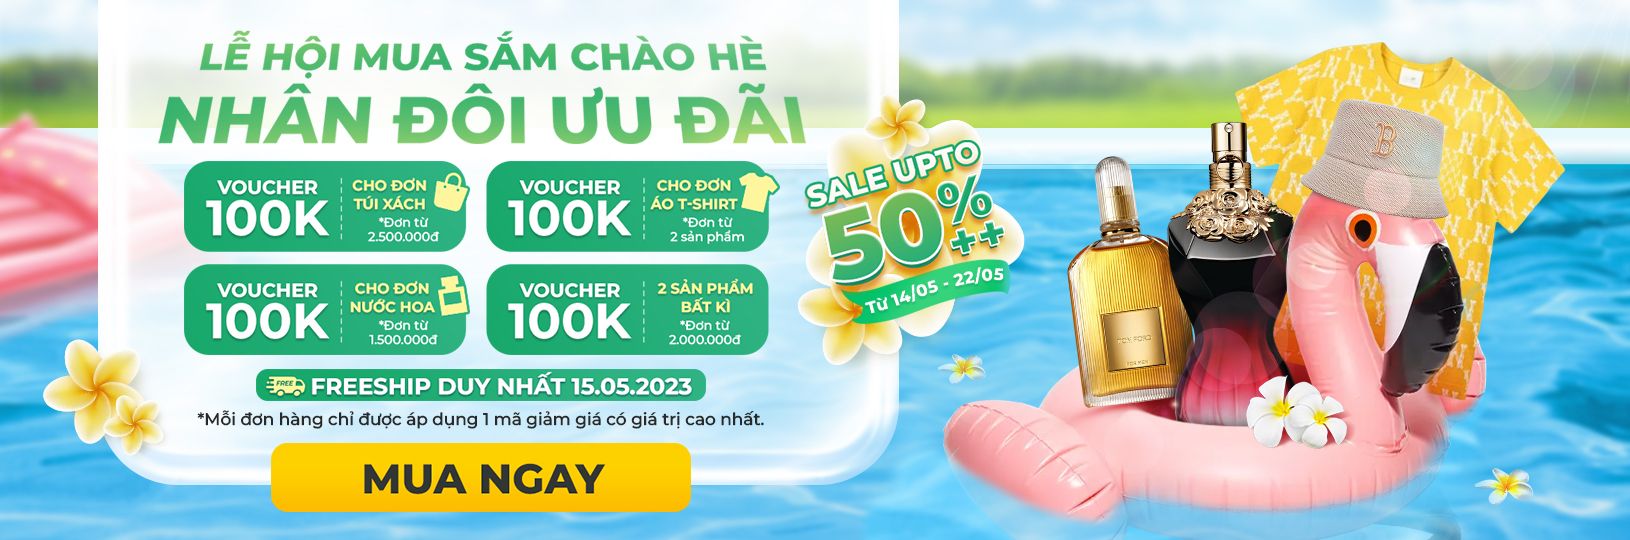 LỄ HỘI MUA SẮM CHÀO HÈ
NHÂN ĐÔI ƯU ĐÃI
VOUCHER
100K
CHO ĐƠN
TÚI XÁCH
*Đơn từ
2.500.000đ
VOUCHER
100K
CHO ĐƠN
ÁO T-SHIRT
*Đơn từ
2 sản phẩm
VOUCHER
100K
CHO ĐƠN
NƯỚC HOA
*Đơn từ
1.500.000đ
VOUCHER
100K
2 SẢN PHẨM
BẤT KÌ
*Đơn từ
2.000.000đ
FREE
FREESHIP DUY NHẤT 15.05.2023
*Mỗi đơn hàng chỉ được áp dụng 1 mã giảm giá có giá trị cao nhất.
MUA NGAY
SALE UPTO
50%
++
Từ 14/05 - 22/05
B
TOM FORD
FOR MEN